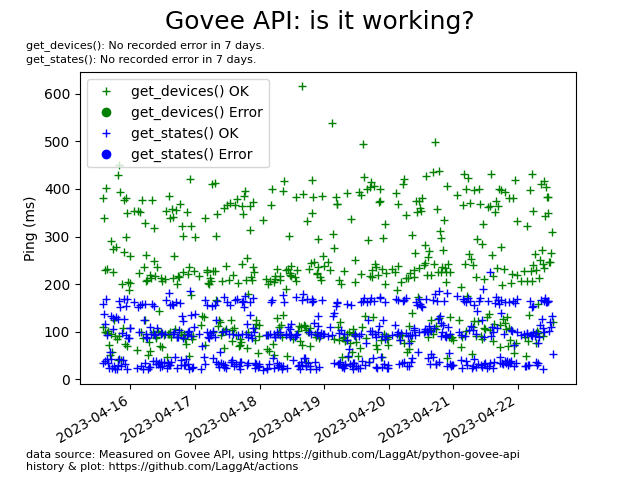 Govee API: is it working?
get_devices(): No recorded error in 7 days.
get_states(): No recorded error in 7 days.
get_devices() OK
get_devices() Error
get_states() OK
get_states() Error
Ping (ms)
600
500
400
300
200
100
0
2023-04-16
2023-04-17
2023-04-18
2023-04-19
2023-04-20
2023-04-21
2023-04-22
data source: Measured on Govee API, using https://github.com/LaggAt/python-govee-api
history & plot: https://github.com/LaggAt/actions